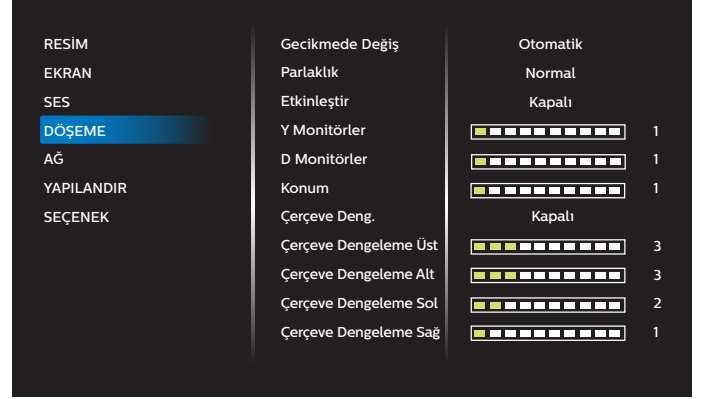 RESİM
EKRAN
SES
DÖŞEME
AĞ
YAPILANDIR
SEÇENEK
Gecikmede Değiş Otomatik
Parlaklık Normal
Etkinleştir Kapalı
Y Monitörler 1
D Monitörler 1
Konum 1
Çerçeve Deng. Kapalı
Çerçeve Dengeleme Üst 3
Çerçeve Dengeleme Alt 3
Çerçeve Dengeleme Sol 2
Çerçeve Dengeleme Sağ 1